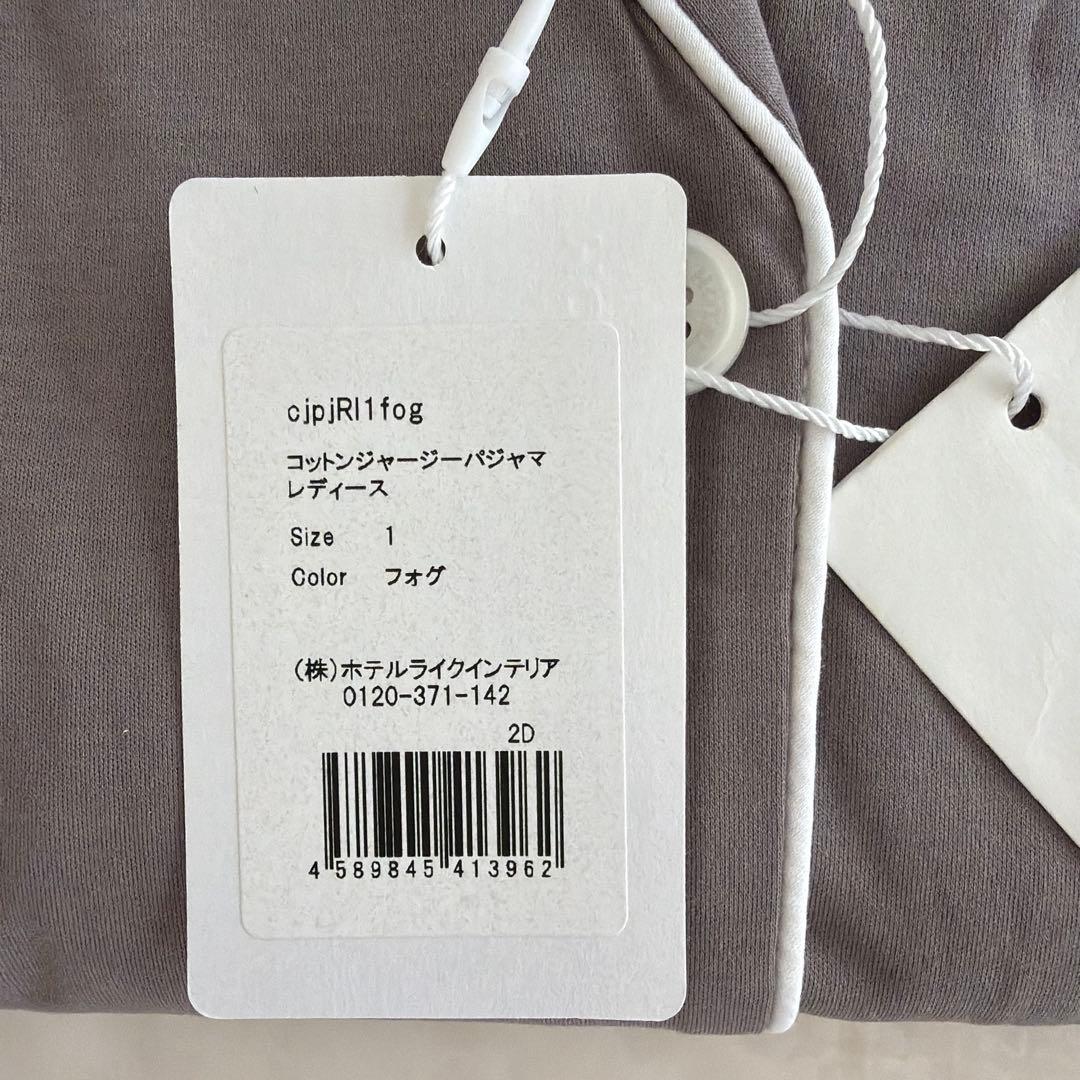 cjpjRl1fog
コットンジャージーパジャマ
レディース
Size 1
Color フォグ
(株)ホテルライクインテリア
0120-371-142
2D
4 589845 413962